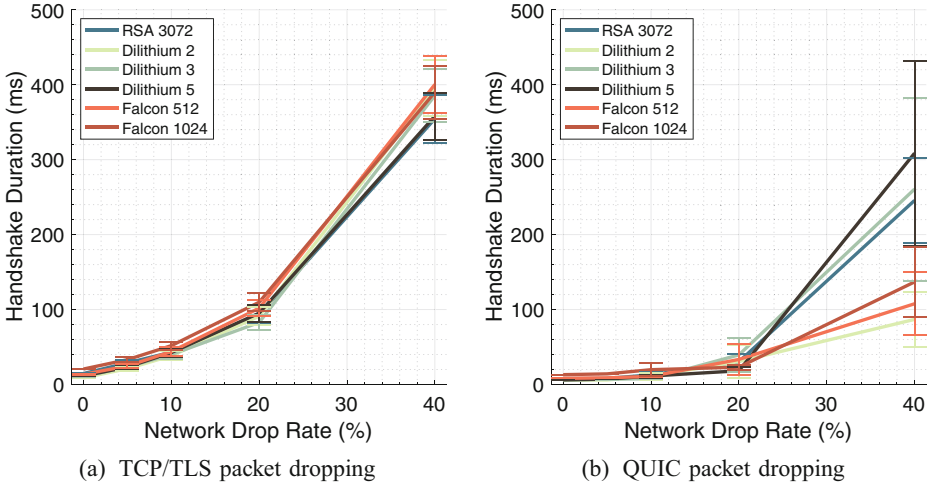 500
400
300
200
100
0
Handshake Duration (ms)
RSA 3072
Dilithium 2
Dilithium 3
Dilithium 5
Falcon 512
Falcon 1024
0 10 20 30 40
Network Drop Rate (%)
(a) TCP/TLS packet dropping
500
400
300
200
100
0
Handshake Duration (ms)
RSA 3072
Dilithium 2
Dilithium 3
Dilithium 5
Falcon 512
Falcon 1024
0 10 20 30 40
Network Drop Rate (%)
(b) QUIC packet dropping